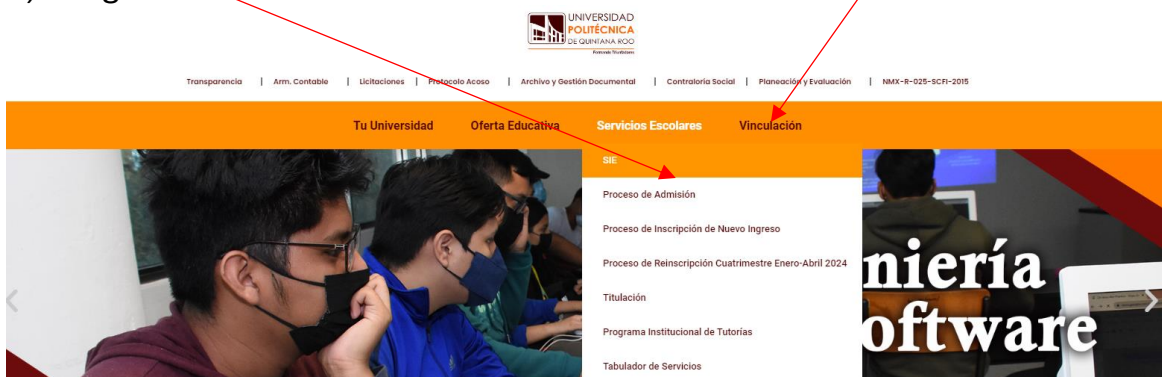 UNIVERSIDAD
POLITÉCNICA
DE QUINTANA ROO
Transparencia | Arm. Contable | Licitaciones | Protocolo Acoso | Archivo y Gestión Documental | Contraloría Social | Planeación y Evaluación | NMX-R-025-SCFI-2015
Tu Universidad Oferta Educativa Servicios Escolares Vinculación
SIE
Proceso de Admisión
Proceso de Inscripción de Nuevo Ingreso
Proceso de Reinscripción Cuatrimestre Enero-Abril 2024
niería
Titulación
Programa Institucional de Tutorías
oftware
Tabulador de Servicios